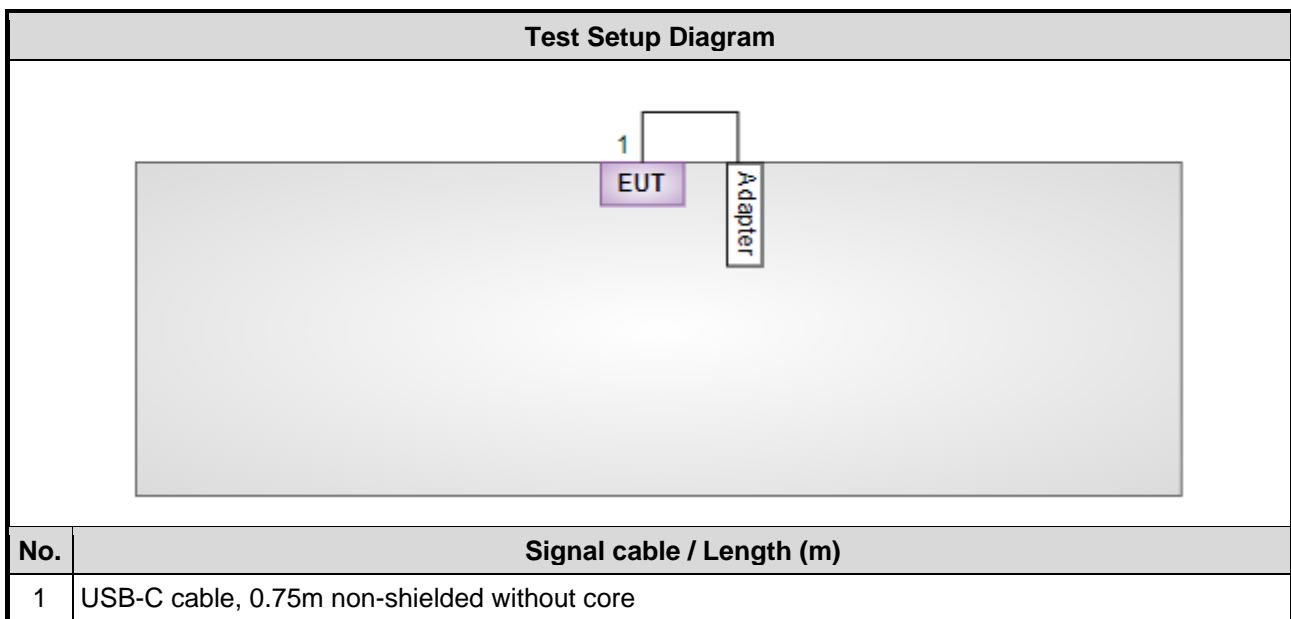 Test Setup Diagram
1
EUT
Adapter
No. Signal cable / Length (m)
1 USB-C cable, 0.75m non-shielded without core